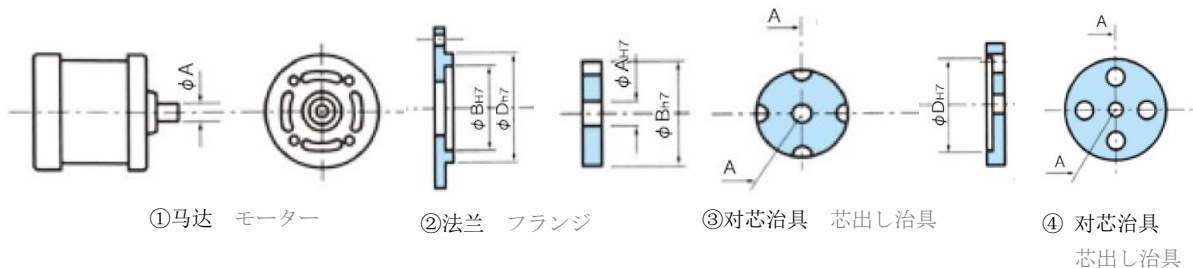 φA
φBH7
φDh7
φAH7
φBh7
A
A
φDH7
A
A
①马达 モーター
②法兰 フランジ
③对芯治具 芯出し治具
④ 对芯治具
芯出し治具